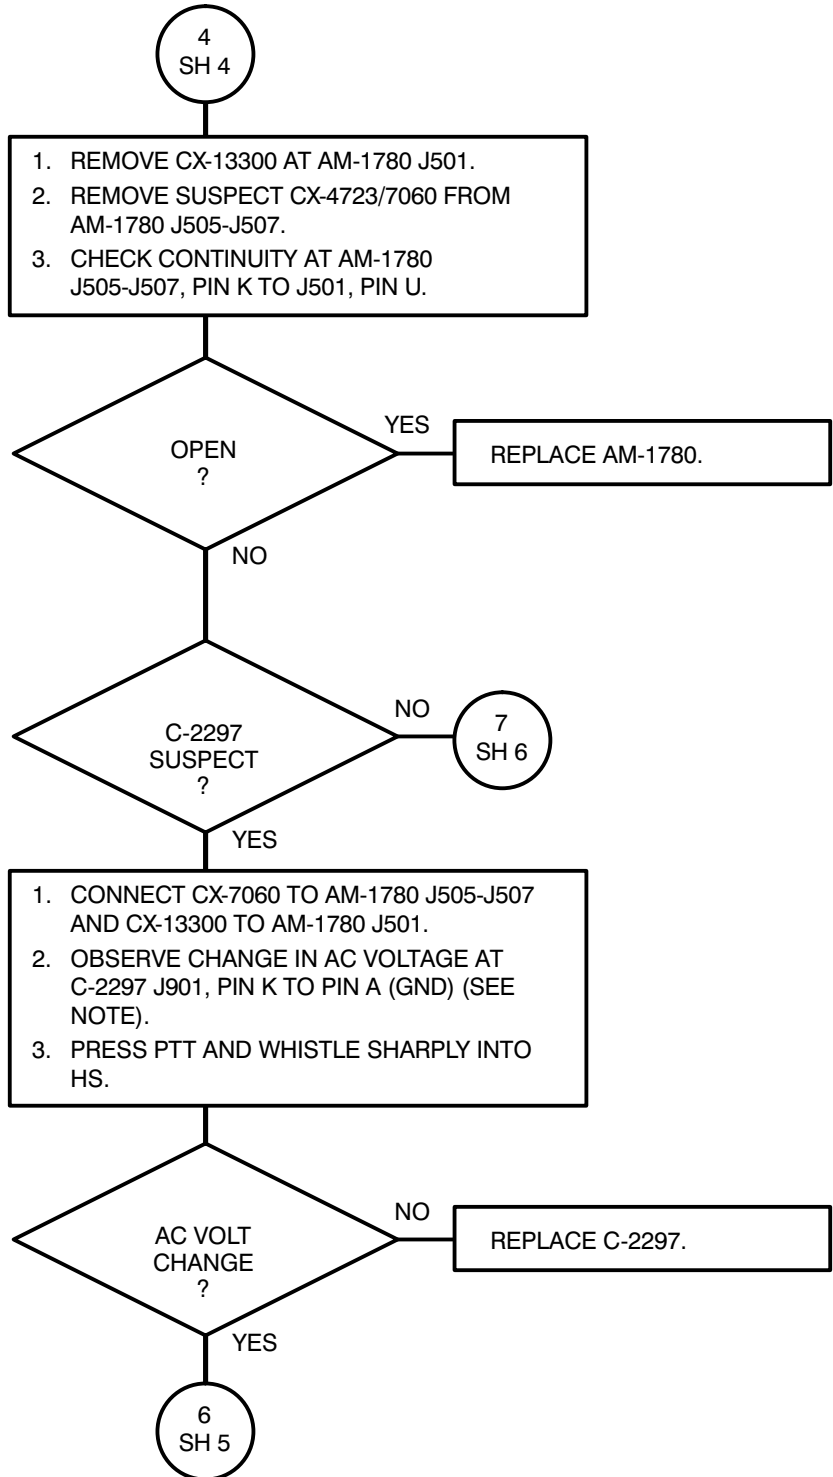 4
SH 4
1. REMOVE CX-13300 AT AM-1780 J501.
2. REMOVE SUSPECT CX-4723/7060 FROM
AM-1780 J505-J507.
3. CHECK CONTINUITY AT AM-1780
J505-J507, PIN K TO J501, PIN U.
OPEN
?
YES
REPLACE AM-1780.
NO
C-2297
SUSPECT
?
NO
7
SH 6
YES
1. CONNECT CX-7060 TO AM-1780 J505-J507
AND CX-13300 TO AM-1780 J501.
2. OBSERVE CHANGE IN AC VOLTAGE AT
C-2297 J901, PIN K TO PIN A (GND) (SEE
NOTE).
3. PRESS PTT AND WHISTLE SHARPLY INTO
HS.
AC VOLT
CHANGE
?
NO
REPLACE C-2297.
YES
6
SH 5